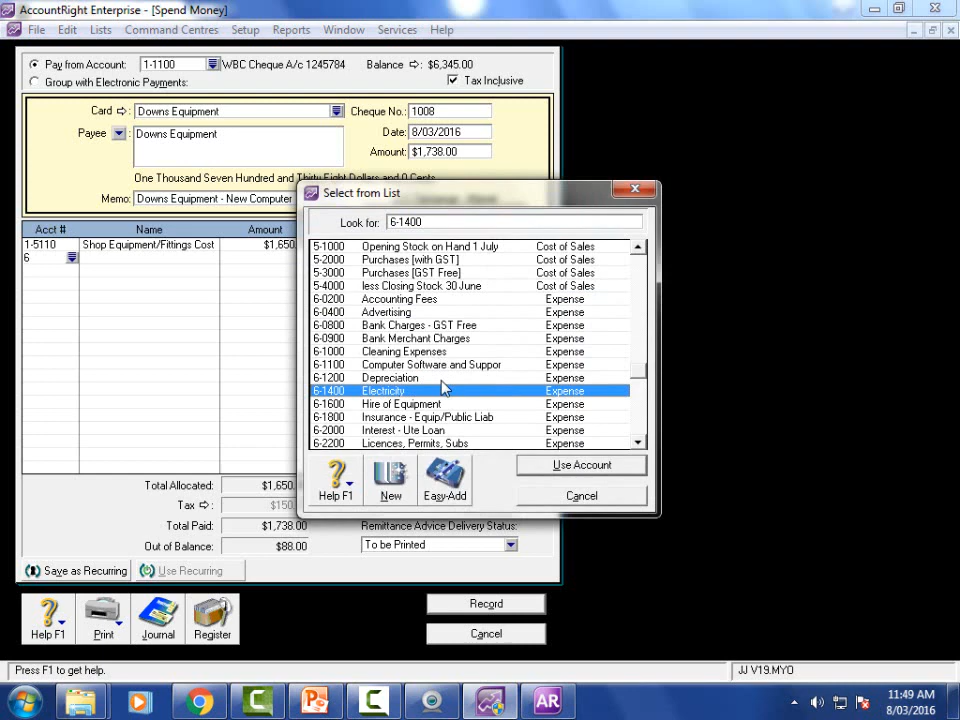 AccountRight Enterprise - [Spend Money]
File Edit Lists Command Centres Setup Reports Window Services Help
Pay from Account: 1-1100 WBC Cheque A/c 1245784 Balance ⇨: $6,345.00
Group with Electronic Payments: Tax Inclusive
Card ⇨: Downs Equipment Cheque No.: 1008
Payee : Downs Equipment Date: 8/03/2016
Amount: $1,738.00
One Thousand Seven Hundred and Thirty Eight Dollars and 0 Cents
Memo: Downs Equipment - New Computer
Acct # Name Amount
1-5110 Shop Equipment/Fittings Cost $1,650.
6
Select from List
Look for: 6-1400
5-1000 Opening Stock on Hand 1 July Cost of Sales
5-2000 Purchases [with GST] Cost of Sales
5-3000 Purchases [GST Free] Cost of Sales
5-4000 less Closing Stock 30 June Cost of Sales
6-0200 Accounting Fees Expense
6-0400 Advertising Expense
6-0800 Bank Charges - GST Free Expense
6-0900 Bank Merchant Charges Expense
6-1000 Cleaning Expenses Expense
6-1100 Computer Software and Suppor Expense
6-1200 Depreciation Expense
6-1400 Electricity Expense
6-1600 Hire of Equipment Expense
6-1800 Insurance - Equip/Public Liab Expense
6-2000 Interest - Ute Loan Expense
6-2200 Licences, Permits, Subs Expense
Help F1 New Easy-Add Use Account
Cancel
Total Allocated: $1,650.
Tax ⇨: $150.
Total Paid: $1,738.00 Remittance Advice Delivery Status:
Out of Balance: $88.00 To be Printed
Save as Recurring Use Recurring
Help F1 Print Journal Register Record
Cancel
Press F1 to get help. JJ V19.MYO
AR
11:49 AM
8/03/2016